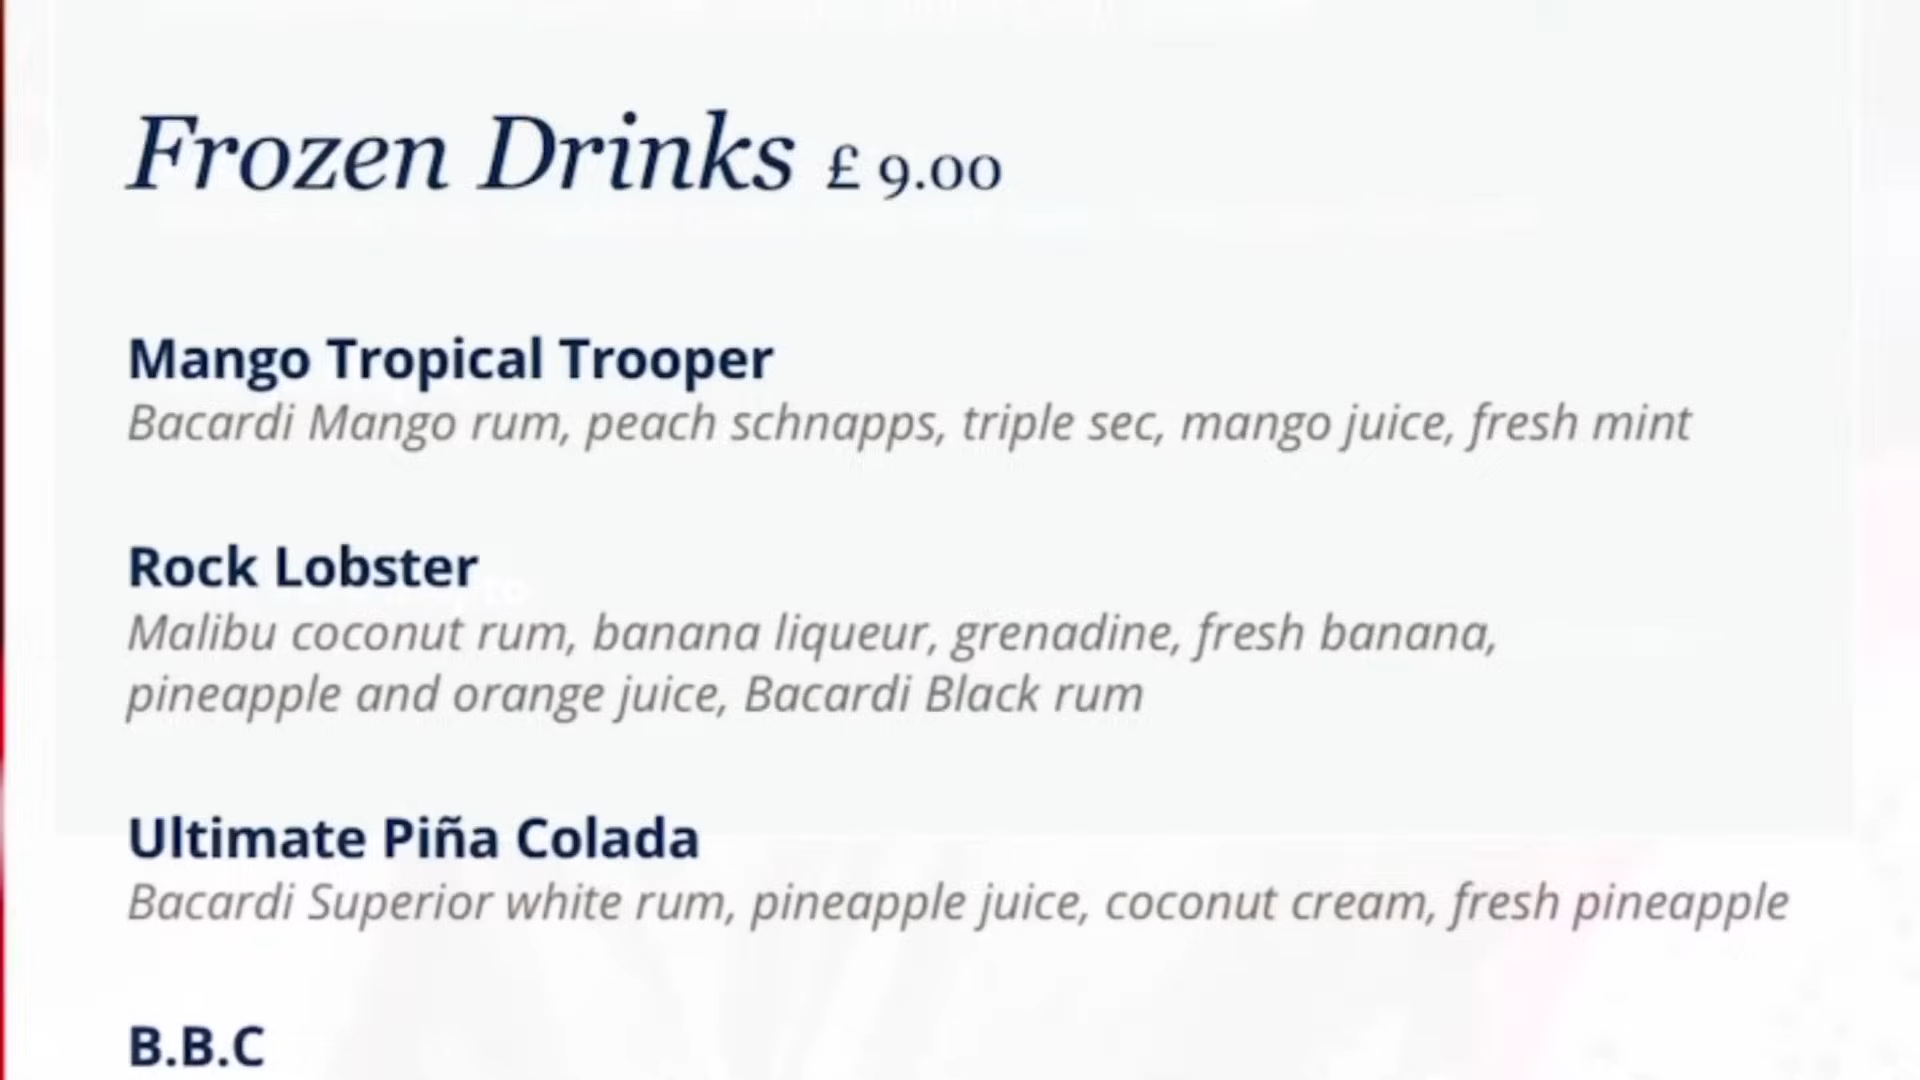 Frozen Drinks £ 9.00
Mango Tropical Trooper
Bacardi Mango rum, peach schnapps, triple sec, mango juice, fresh mint
Rock Lobster
Malibu coconut rum, banana liqueur, grenadine, fresh banana,
pineapple and orange juice, Bacardi Black rum
Ultimate Piña Colada
Bacardi Superior white rum, pineapple juice, coconut cream, fresh pineapple
B.B.C